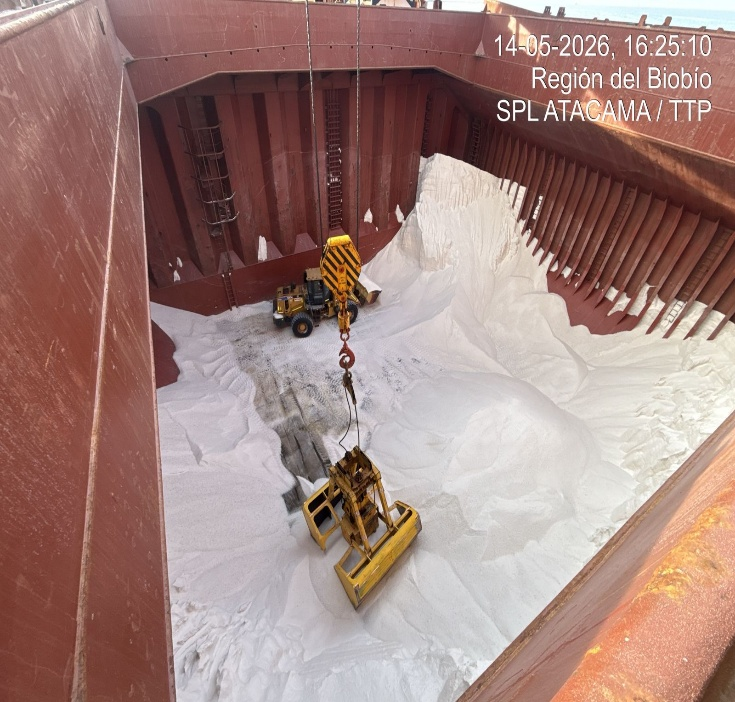 14-05-2026, 16:25:10
Región del Biobío
SPL ATACAMA / TTP